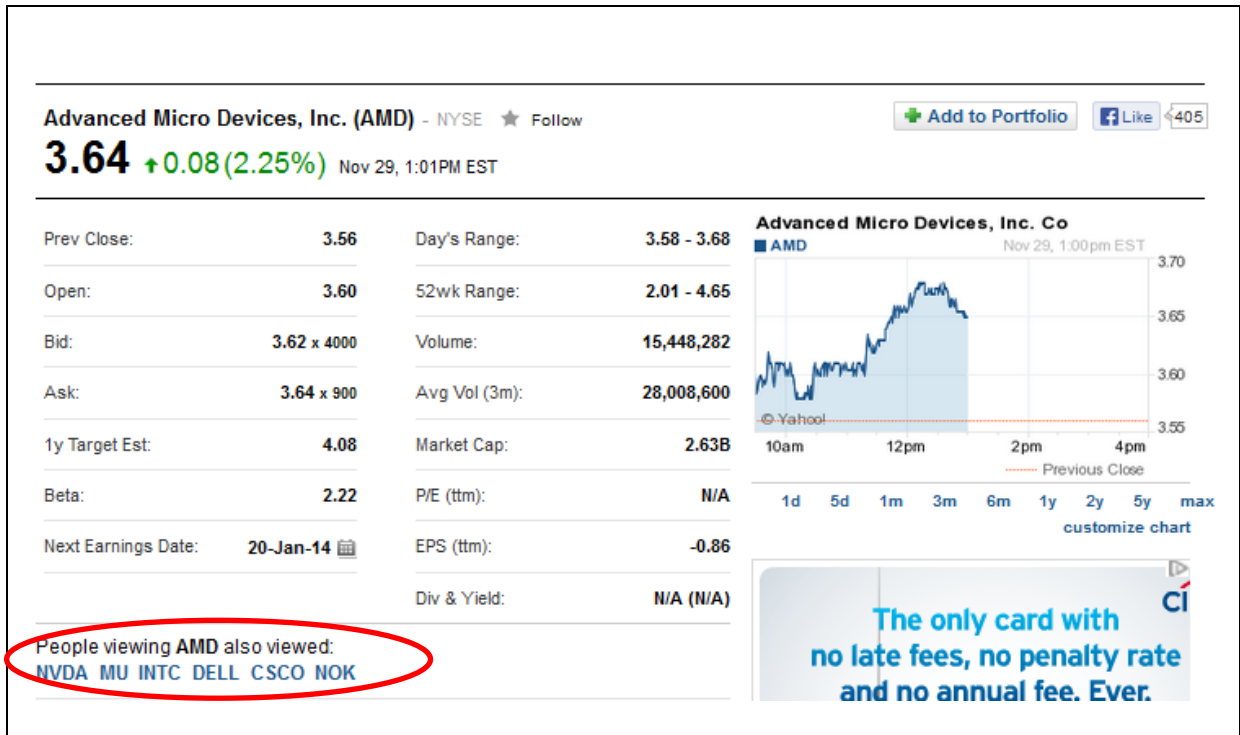 Advanced Micro Devices, Inc. (AMD) - NYSE Follow
Add to Portfolio
Like 405
3.64 0.08(2.25%) Nov 29, 1:01PM EST
Prev Close: 3.56
Open: 3.60
Bid: 3.62 x 4000
Ask: 3.64 x 900
1y Target Est: 4.08
Beta: 2.22
Next Earnings Date: 20-Jan-14
Day's Range: 3.58 - 3.68
52wk Range: 2.01 - 4.65
Volume: 15,448,282
Avg Vol (3m): 28,008,600
Market Cap: 2.63B
P/E (ttm): N/A
EPS (ttm): -0.86
Div & Yield: N/A (N/A)
People viewing AMD also viewed:
NVDA MU INTC DELL CSCO NOK
Advanced Micro Devices, Inc. Co
AMD Nov 29, 1:00pm EST
3.70
3.65
3.60
3.55
© Yahoo!
10am 12pm 2pm 4pm
Previous Close
1d 5d 1m 3m 6m 1y 2y 5y max
customize chart
The only card with
no late fees, no penalty rate
and no annual fee. Ever.